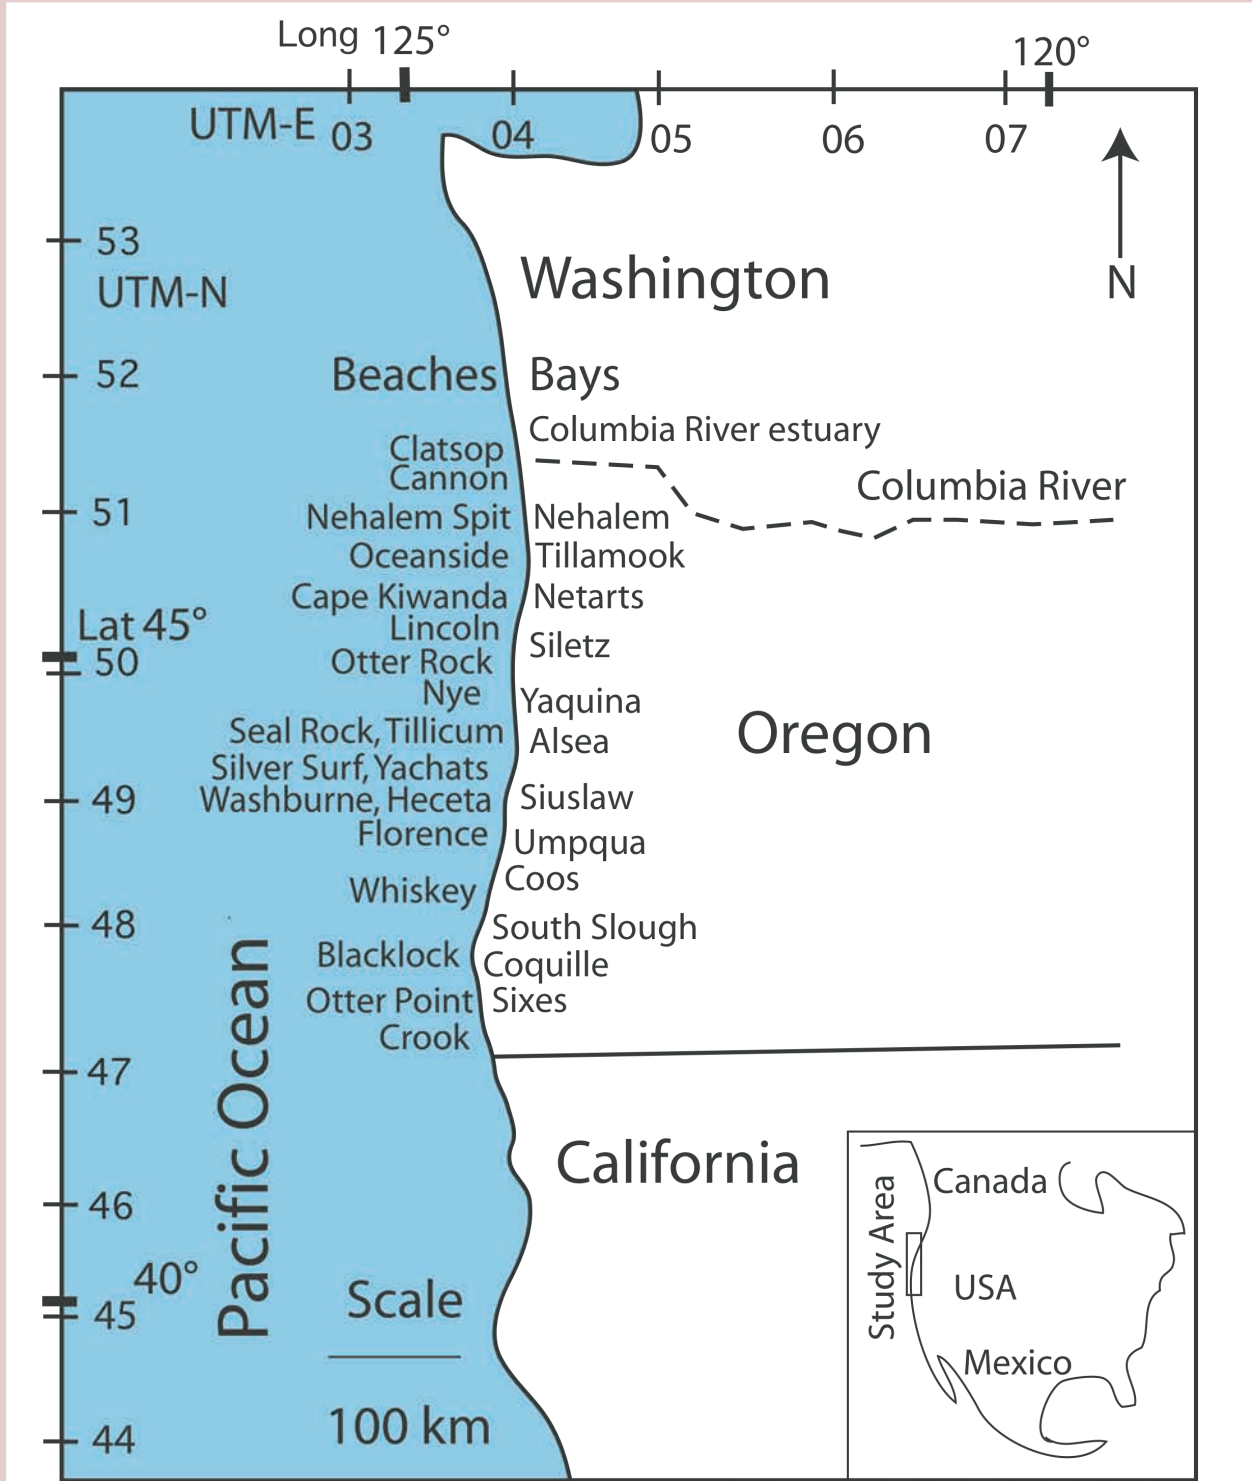 Long 125°
120°
UTM-E 03 04 05 06 07
53
UTM-N
N
Washington
52
Beaches Bays
Columbia River estuary
Clatsop
Cannon
Columbia River
51
Nehalem Spit Nehalem
Oceanside Tillamook
Cape Kiwanda Netarts
Lat 45°
Lincoln
Siletz
50
Otter Rock
Nye
Yaquina
Seal Rock, Tillicum
Alsea
Oregon
Silver Surf, Yachats
49
Washburne, Heceta
Siuslaw
Florence
Umpqua
Coos
Whiskey
48
South Slough
Blacklock
Coquille
Otter Point Sixes
Crook
47
Pacific Ocean
California
46
40°
45
Scale
100 km
44
Study Area
Canada
USA
Mexico